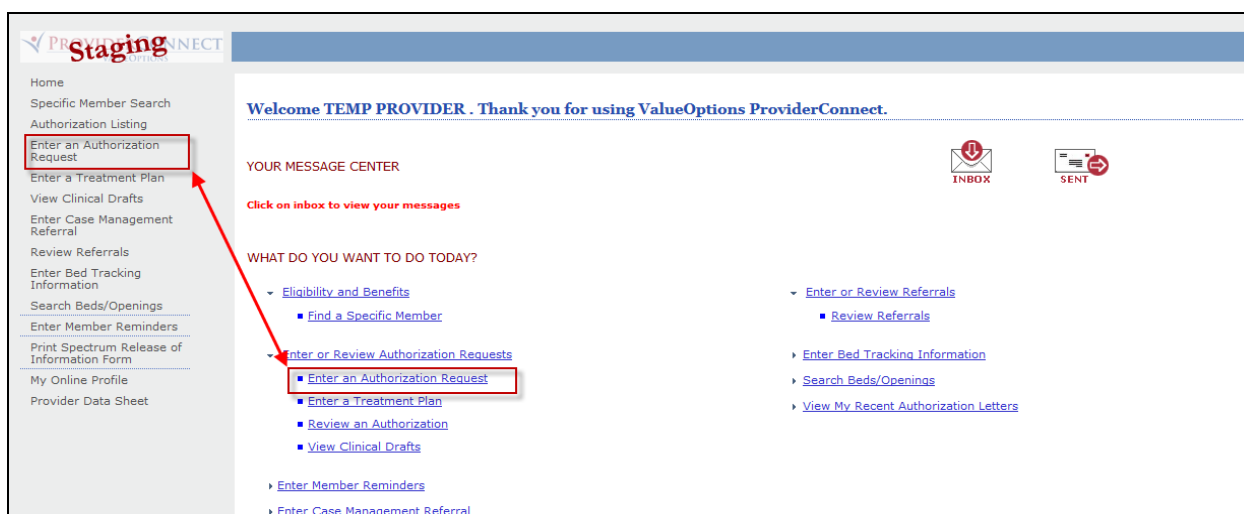 PROVIDERCONNECT
Staging
Home
Specific Member Search
Authorization Listing
Enter an Authorization
Request
Enter a Treatment Plan
View Clinical Drafts
Enter Case Management
Referral
Review Referrals
Enter Bed Tracking
Information
Search Beds/Openings
Enter Member Reminders
Print Spectrum Release of
Information Form
My Online Profile
Provider Data Sheet
Welcome TEMP PROVIDER . Thank you for using ValueOptions ProviderConnect.
YOUR MESSAGE CENTER
INBOX
SENT
Click on inbox to view your messages
WHAT DO YOU WANT TO DO TODAY?
Eligibility and Benefits
Find a Specific Member
Enter or Review Authorization Requests
Enter an Authorization Request
Enter a Treatment Plan
Review an Authorization
View Clinical Drafts
Enter Member Reminders
Enter Case Management Referral
Enter or Review Referrals
Review Referrals
Enter Bed Tracking Information
Search Beds/Openings
View My Recent Authorization Letters